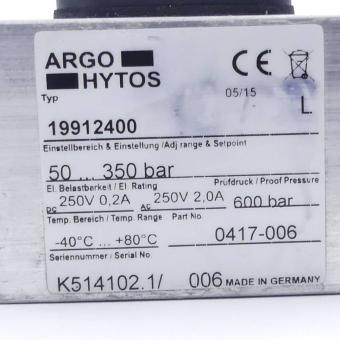 ARGO
HYTOS
CE
Typ
05/15
L
19912400
Einstellbereich & Einstellung /Adj range & Setpoint
50 ... 350 bar
El. Belastbarkeit / El. Rating
Prüfdruck / Proof Pressure
DC 250V 0,2A AC 250V 2,0A 600 bar
Temp. Bereich / Temp. Range Part No.
-40°C ... +80°C 0417-006
Seriennummer / Serial No.
K514102.1/ 006 MADE IN GERMANY